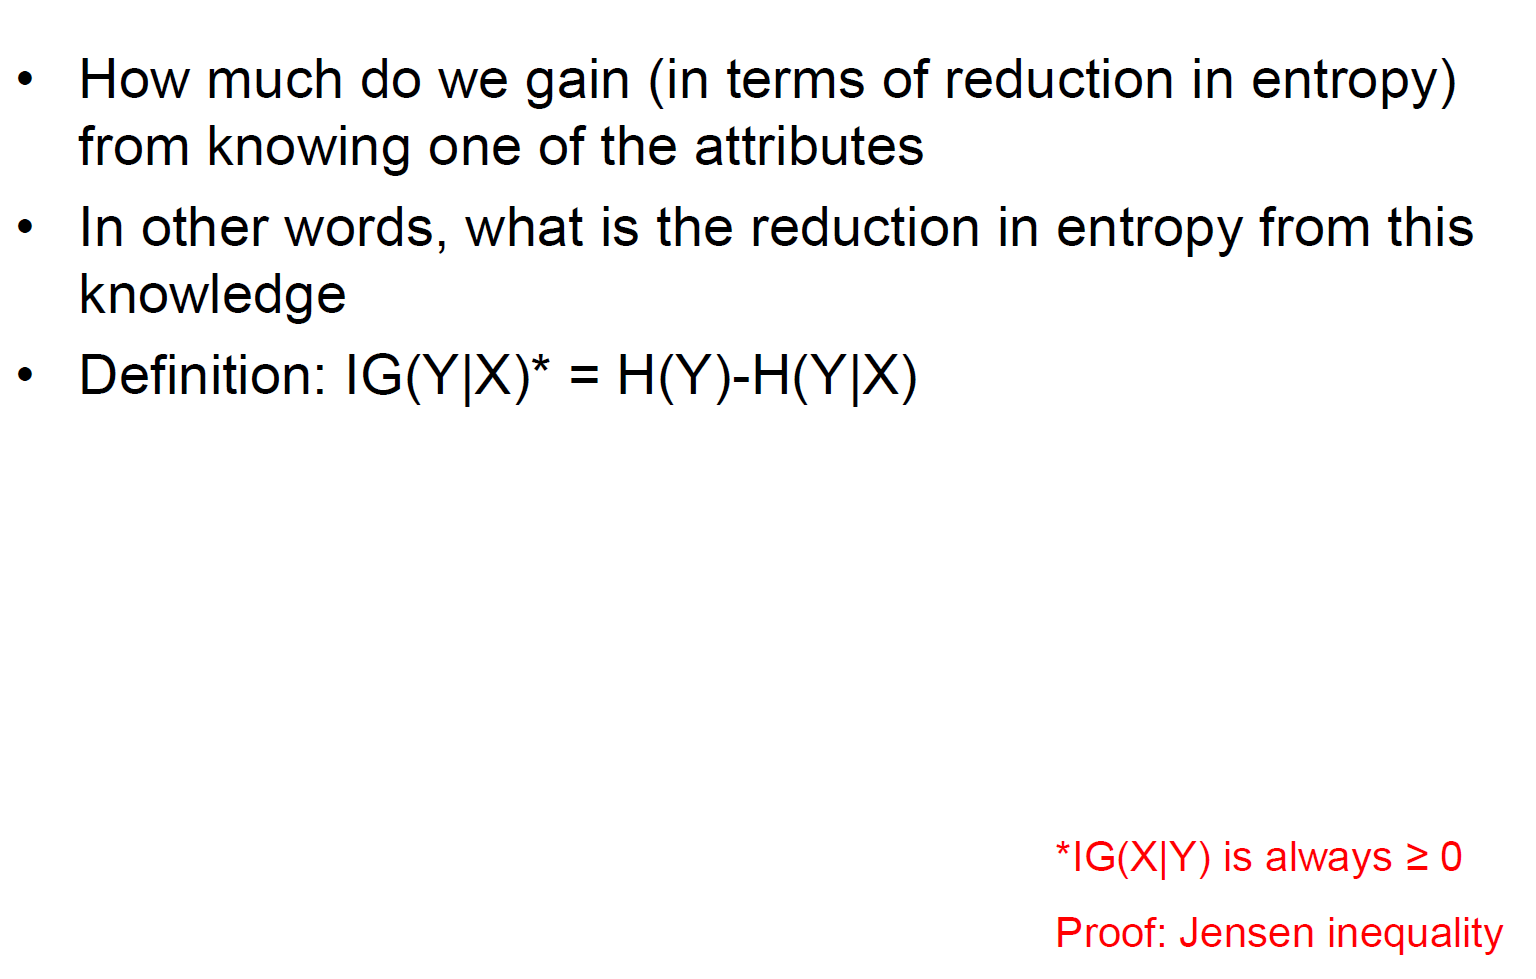 • How much do we gain (in terms of reduction in entropy)
from knowing one of the attributes
• In other words, what is the reduction in entropy from this
knowledge
• Definition: IG(Y|X)* = H(Y)-H(Y|X)
*IG(X|Y) is always ≥ 0
Proof: Jensen inequality